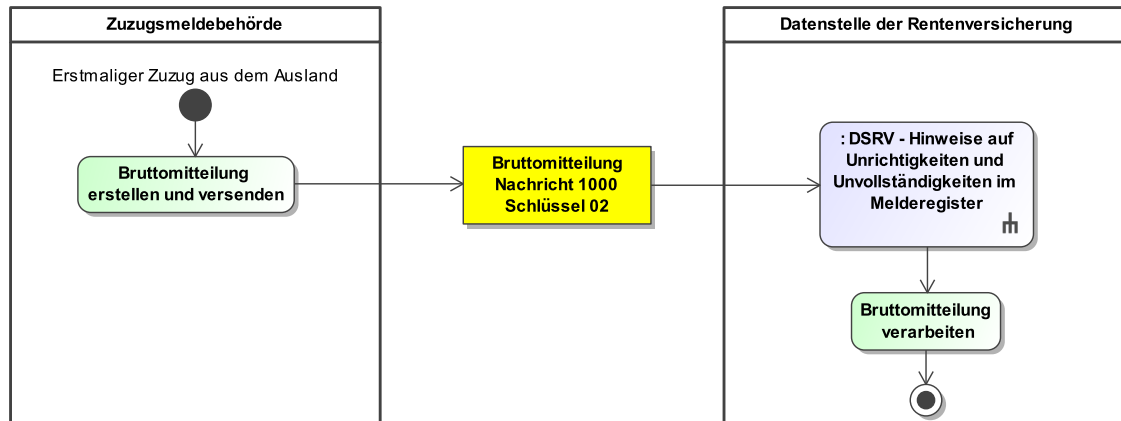 Zuzugsmeldebehörde
Erstmaliger Zuzug aus dem Ausland
Bruttomitteilung
erstellen und versenden
Bruttomitteilung
Nachricht 1000
Schlüssel 02
Datenstelle der Rentenversicherung
: DSRV - Hinweise auf
Unrichtigkeiten und
Unvollständigkeiten im
Melderegister
Bruttomitteilung
verarbeiten